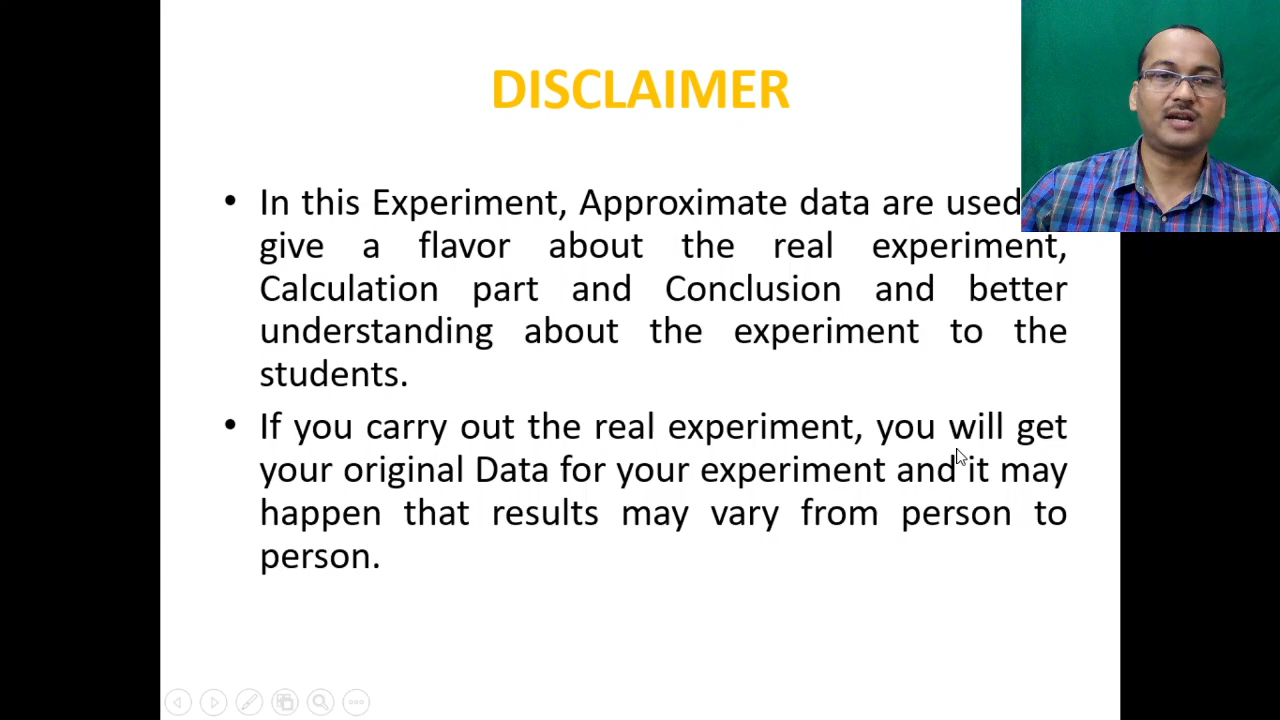 DISCLAIMER
• In this Experiment, Approximate data are used
give a flavor about the real experiment,
Calculation part and Conclusion and better
understanding about the experiment to the
students.
• If you carry out the real experiment, you will get
your original Data for your experiment and it may
happen that results may vary from person to
person.